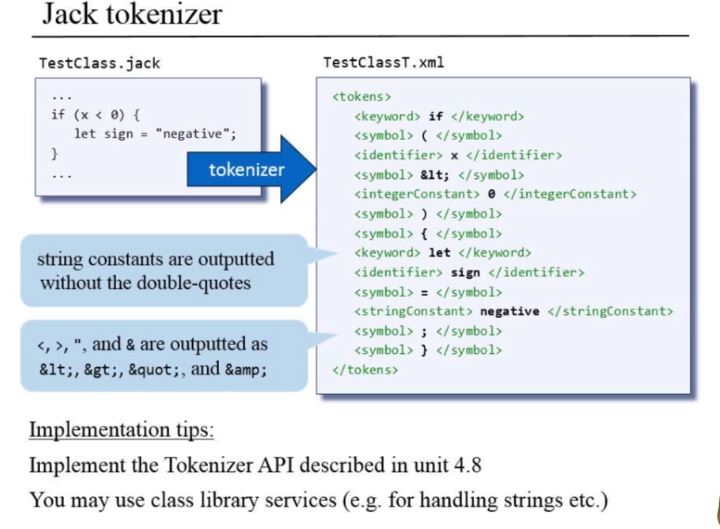 Jack tokenizer
TestClass.jack
...
if (x < 0) {
let sign = "negative";
}
...
tokenizer
TestClassT.xml
<tokens>
<keyword> if </keyword>
<symbol> ( </symbol>
<identifier> x </identifier>
<symbol> &lt; </symbol>
<integerConstant> 0 </integerConstant>
<symbol> ) </symbol>
<symbol> { </symbol>
<keyword> let </keyword>
<identifier> sign </identifier>
<symbol> = </symbol>
<stringConstant> negative </stringConstant>
<symbol> ; </symbol>
<symbol> } </symbol>
</tokens>
string constants are outputted
without the double-quotes
<, >, ", and & are outputted as
&lt;, &gt;, &quot;, and &amp;
Implementation tips:
Implement the Tokenizer API described in unit 4.8
You may use class library services (e.g. for handling strings etc.)